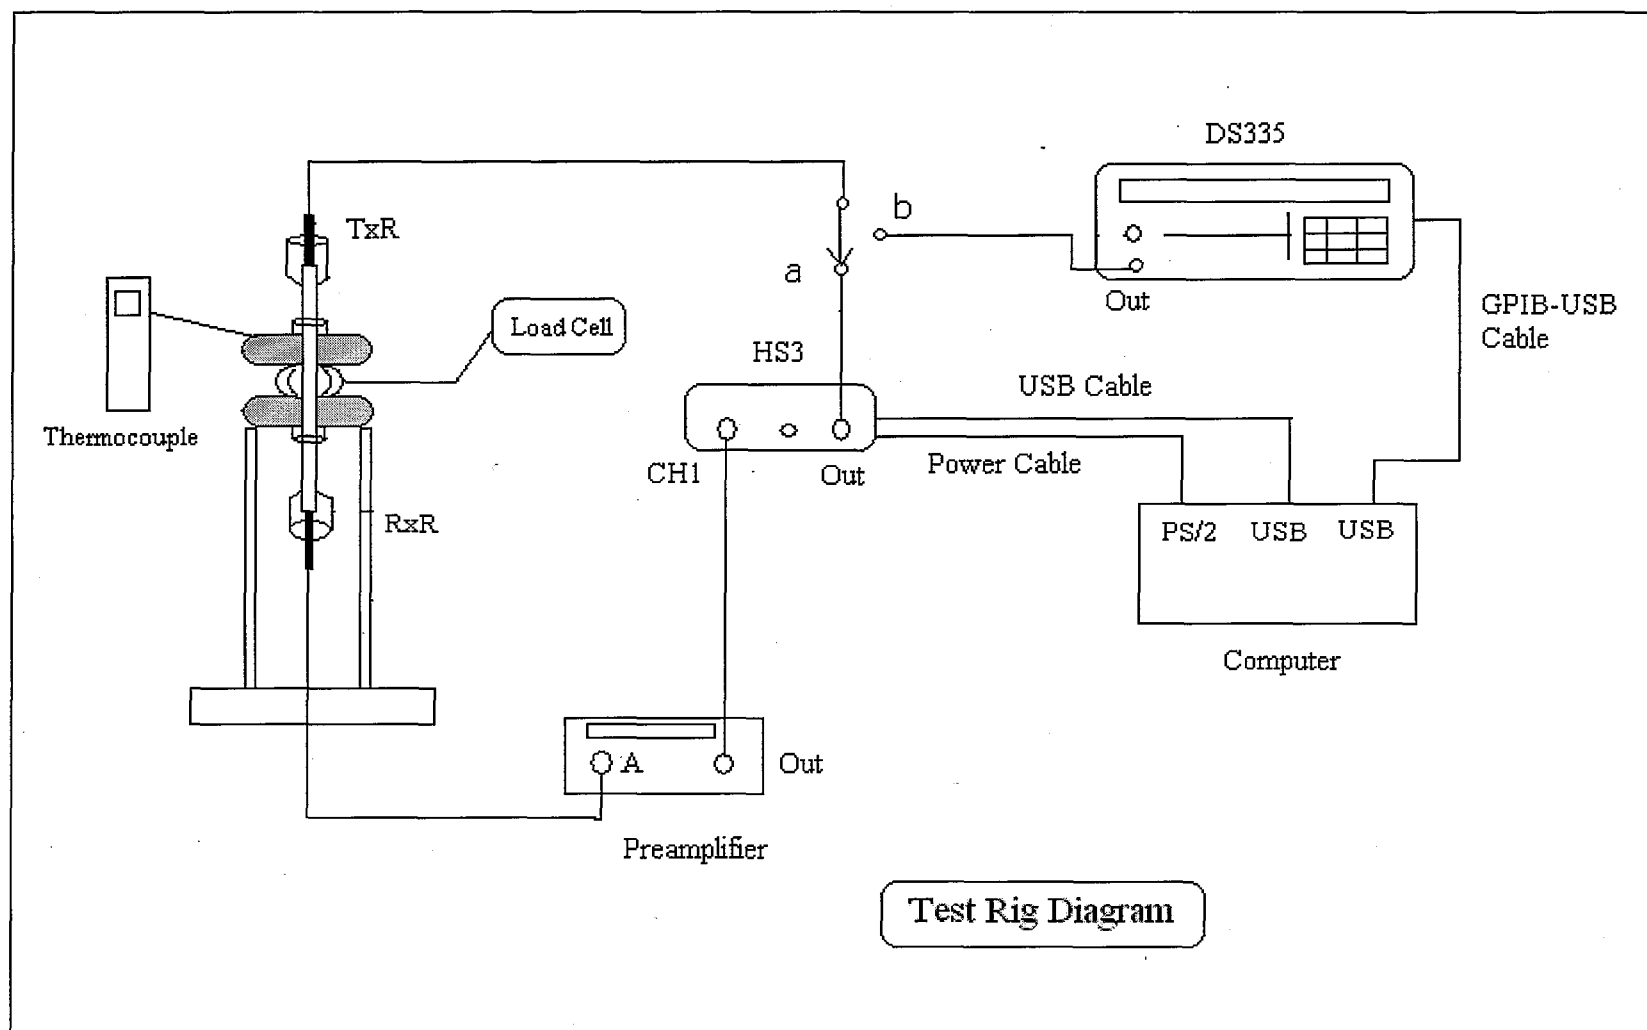 DS335
TxR
b
a
Out
GPIB-USB
Cable
Load Cell
HS3
USB Cable
Thermocouple
CH1
Out
Power Cable
RxR
PS/2
USB
USB
Computer
A
Out
Preamplifier
Test Rig Diagram